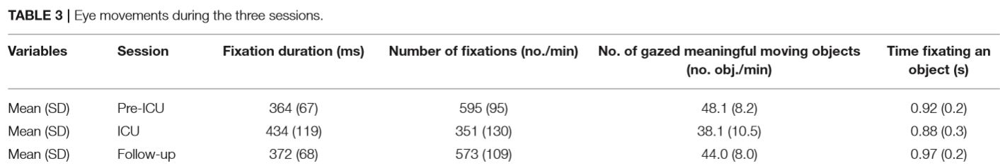 TABLE 3 | Eye movements during the three sessions.
Variables Session Fixation duration (ms) Number of fixations (no./min) No. of gazed meaningful moving objects Time fixating an
(no. obj./min) object (s)
Mean (SD) Pre-ICU 364 (67) 595 (95) 48.1 (8.2) 0.92 (0.2)
Mean (SD) ICU 434 (119) 351 (130) 38.1 (10.5) 0.88 (0.3)
Mean (SD) Follow-up 372 (68) 573 (109) 44.0 (8.0) 0.97 (0.2)